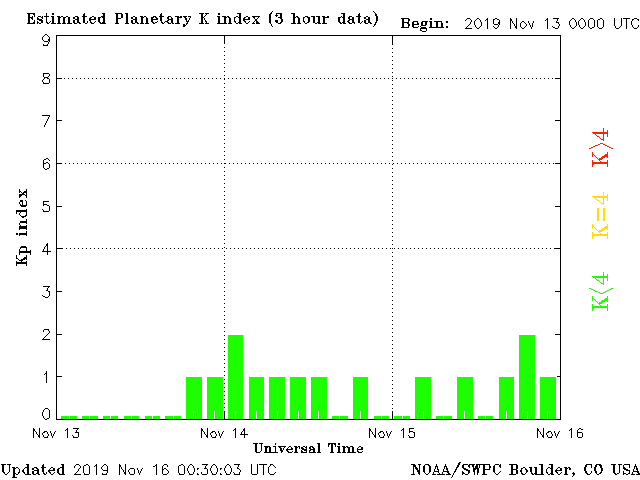 Estimated Planetary K index (3 hour data)
Begin: 2019 Nov 13 0000 UTC
9
8
7
6
5
4
3
2
1
0
Kp index
K>4
K=4
K<4
Nov 13
Nov 14
Nov 15
Nov 16
Universal Time
Updated 2019 Nov 16 00:30:03 UTC
NOAA/SWPC Boulder, CO USA